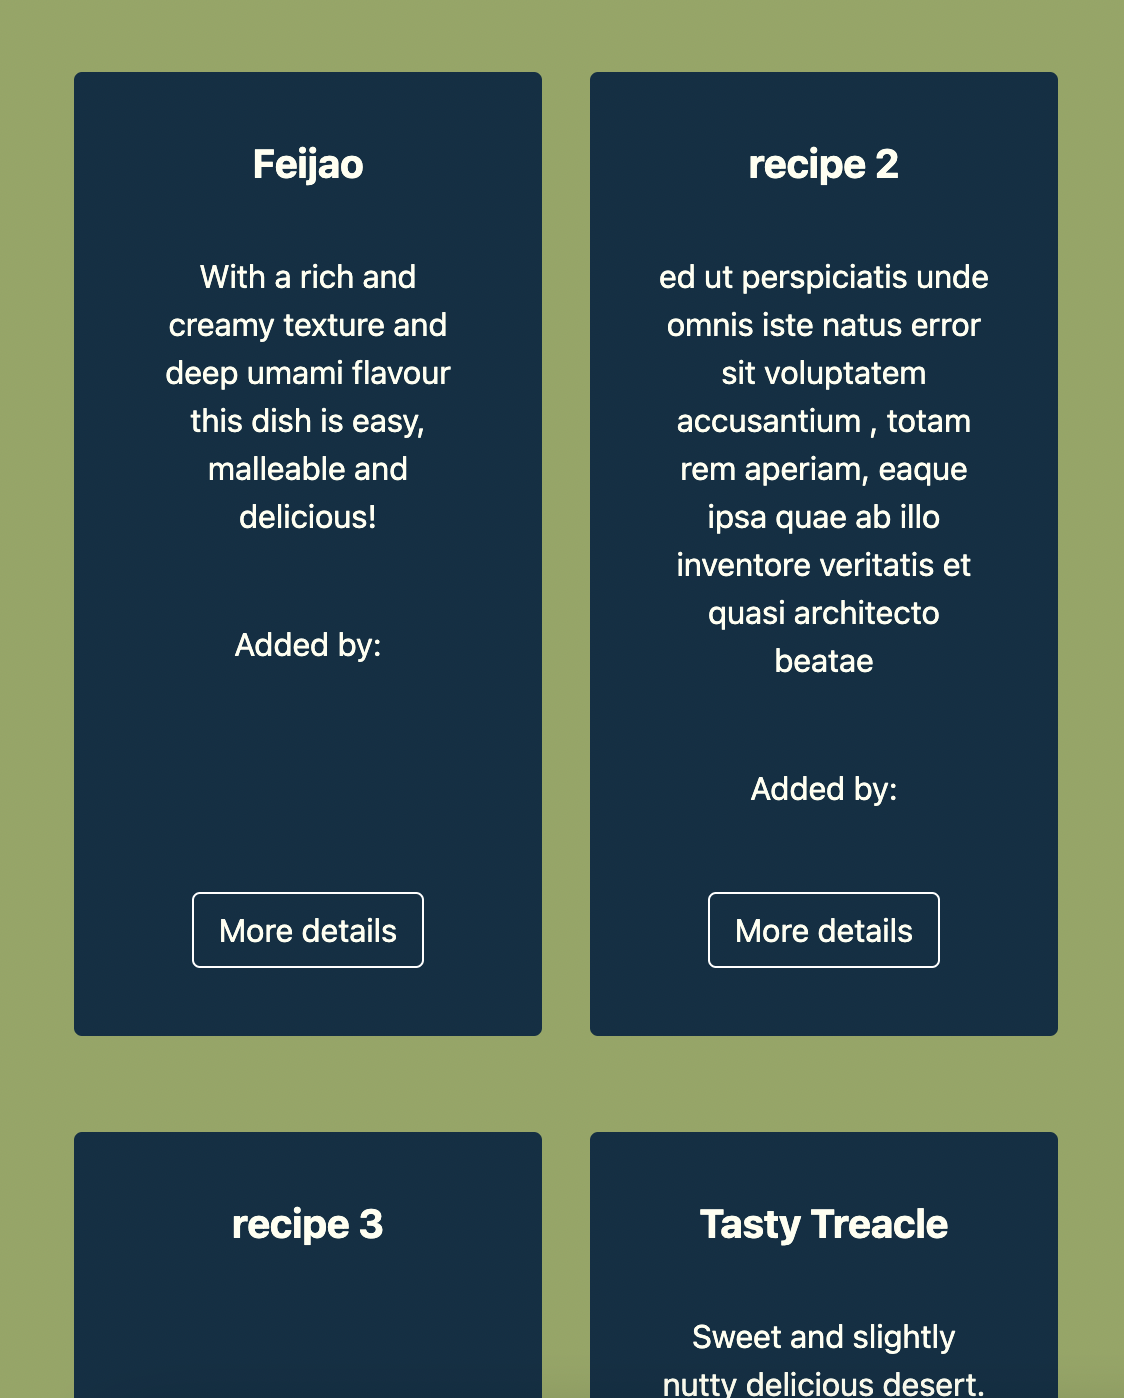 Feijao
With a rich and
creamy texture and
deep umami flavour
this dish is easy,
malleable and
delicious!
Added by:
More details
recipe 2
ed ut perspiciatis unde
omnis iste natus error
sit voluptatem
accusantium , totam
rem aperiam, eaque
ipsa quae ab illo
inventore veritatis et
quasi architecto
beatae
Added by:
More details
recipe 3
Tasty Treacle
Sweet and slightly
nutty delicious desert.